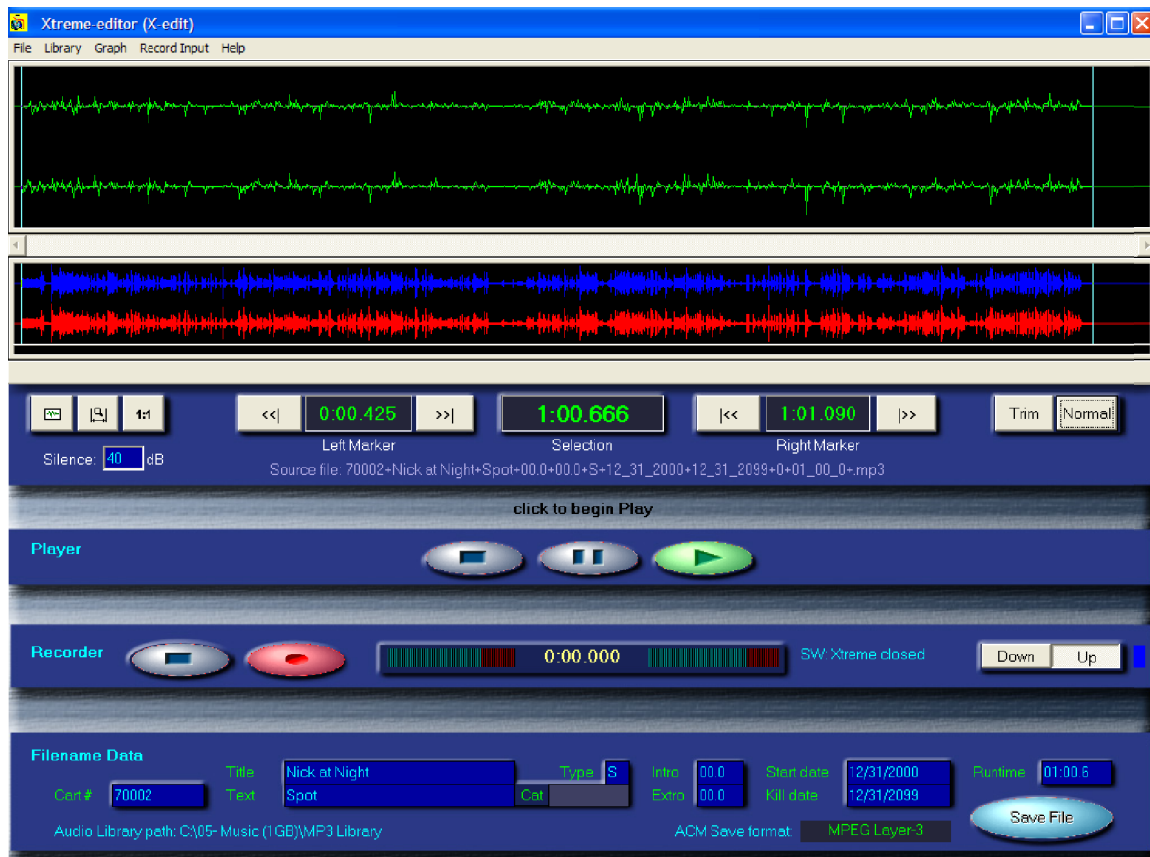 Xtreme-editor (X-edit)
File Library Graph Record Input Help
1:1 <<| 0:00.425 >>| 1:00.666 |<< 1:01.090 |>> Trim Normal
Left Marker Selection Right Marker
Silence: 40 dB
Source file: 70002+Nick at Night+Spot+00.0+00.0+S+12_31_2000+12_31_2099+0+01_00_0+.mp3
click to begin Play
Player
Recorder 0:00.000 SW: Xtreme closed Down Up
Filename Data
Title Nick at Night Type S Intro 00.0 Start date 12/31/2000 Runtime 01:00.6
Cart # 70002 Text Spot Cat Extro 00.0 Kill date 12/31/2099
Save File
Audio Library path: C:\05- Music (1GB)\MP3 Library ACM Save format: MPEG Layer-3